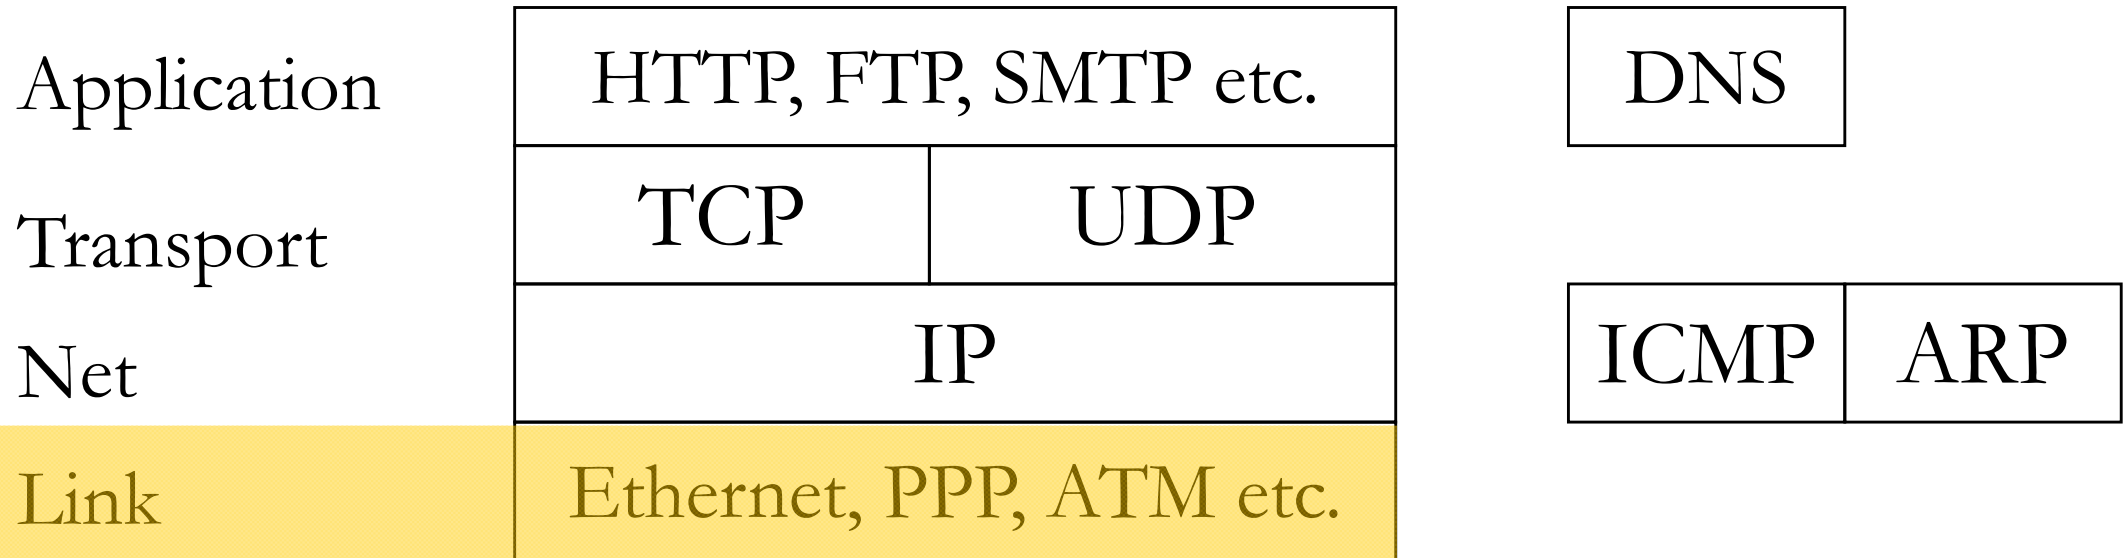 Application HTTP, FTP, SMTP etc. DNS
Transport TCP UDP
Net IP ICMP ARP
Link Ethernet, PPP, ATM etc.